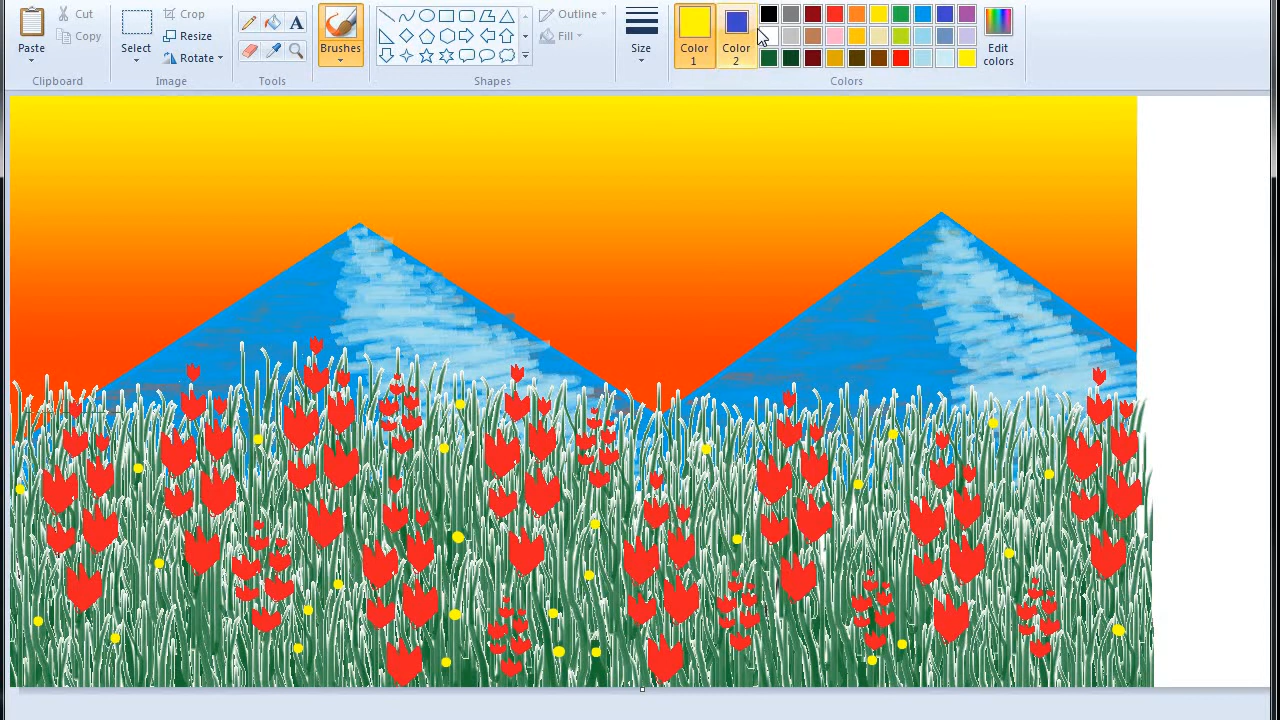 Paste
Cut
Copy
Clipboard
Select
Crop
Resize
Rotate
Image
A
Tools
Brushes
Outline
Fill
Shapes
Size
Color
1
Color
2
Edit
colors
Colors